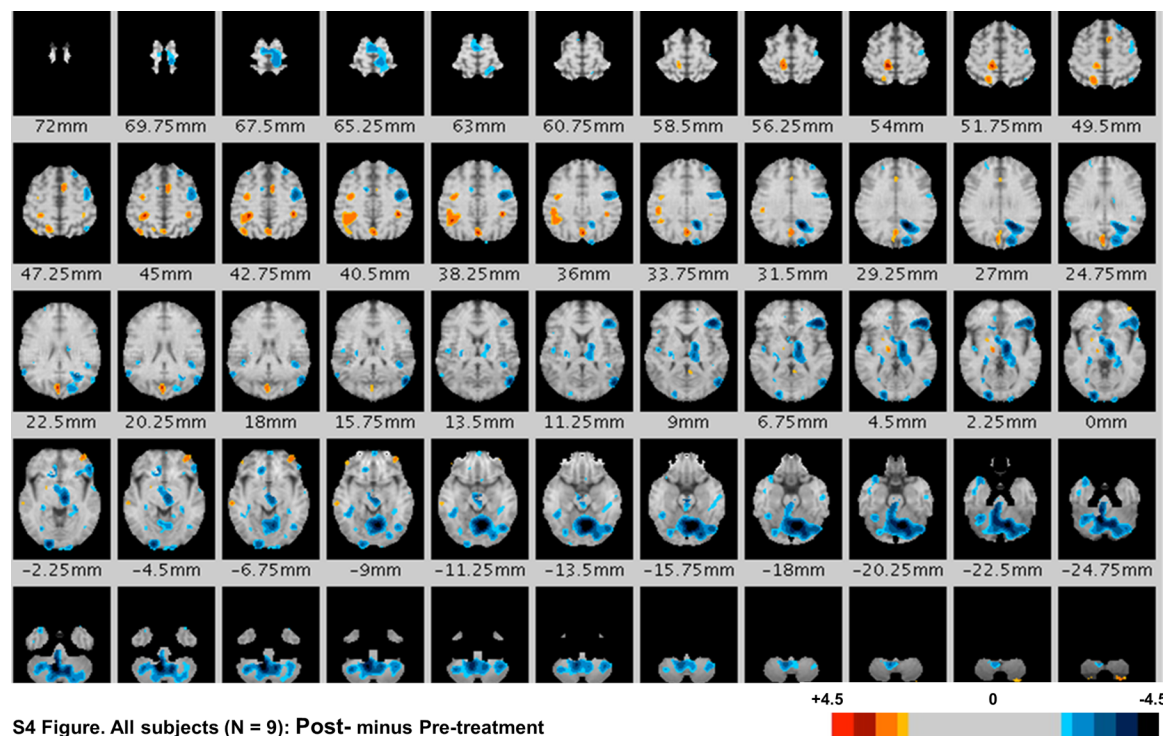 72mm 69.75mm 67.5mm 65.25mm 63mm 60.75mm 58.5mm 56.25mm 54mm 51.75mm 49.5mm
47.25mm 45mm 42.75mm 40.5mm 38.25mm 36mm 33.75mm 31.5mm 29.25mm 27mm 24.75mm
22.5mm 20.25mm 18mm 15.75mm 13.5mm 11.25mm 9mm 6.75mm 4.5mm 2.25mm 0mm
-2.25mm -4.5mm -6.75mm -9mm -11.25mm -13.5mm -15.75mm -18mm -20.25mm -22.5mm -24.75mm
+4.5 0 -4.5
S4 Figure. All subjects (N = 9): Post- minus Pre-treatment